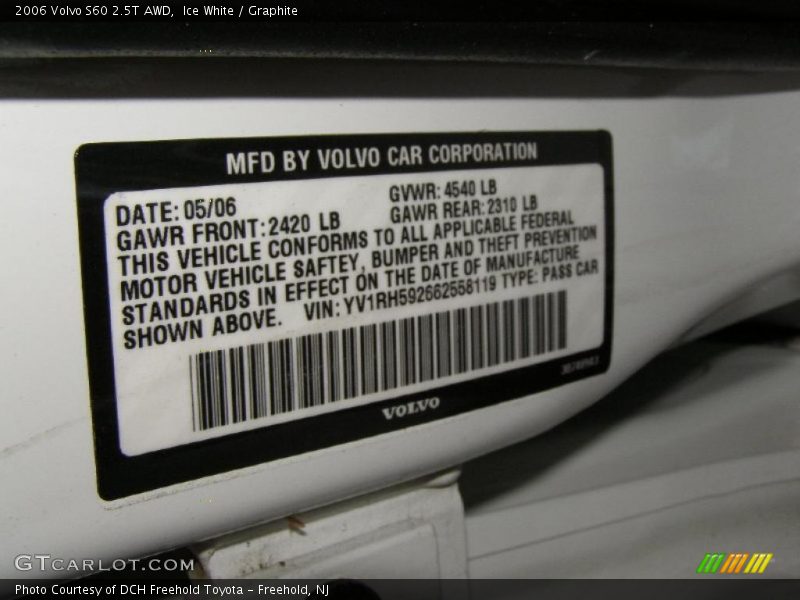 2006 Volvo S60 2.5T AWD, Ice White / Graphite
MFD BY VOLVO CAR CORPORATION
DATE: 05/06 GVWR: 4540 LB
GAWR FRONT: 2420 LB GAWR REAR: 2310 LB
THIS VEHICLE CONFORMS TO ALL APPLICABLE FEDERAL
MOTOR VEHICLE SAFTEY, BUMPER AND THEFT PREVENTION
STANDARDS IN EFFECT ON THE DATE OF MANUFACTURE
SHOWN ABOVE. VIN: YV1RH592662558119 TYPE: PASS CAR
VOLVO
GTCARLOT.COM
Photo Courtesy of DCH Freehold Toyota - Freehold, NJ